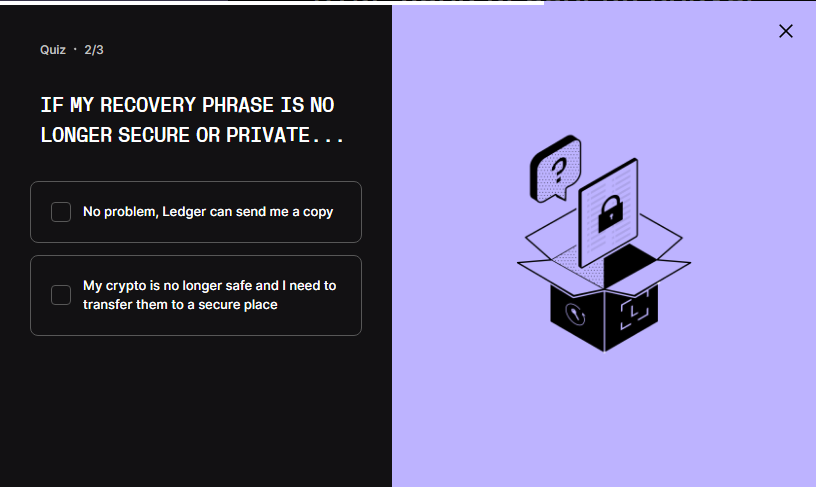 Quiz · 2/3
IF MY RECOVERY PHRASE IS NO
LONGER SECURE OR PRIVATE...
No problem, Ledger can send me a copy
My crypto is no longer safe and I need to
transfer them to a secure place
?